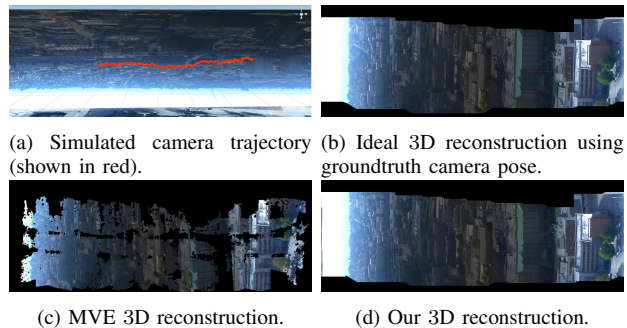 (a) Simulated camera trajectory
(shown in red).
(b) Ideal 3D reconstruction using
groundtruth camera pose.
(c) MVE 3D reconstruction.
(d) Our 3D reconstruction.